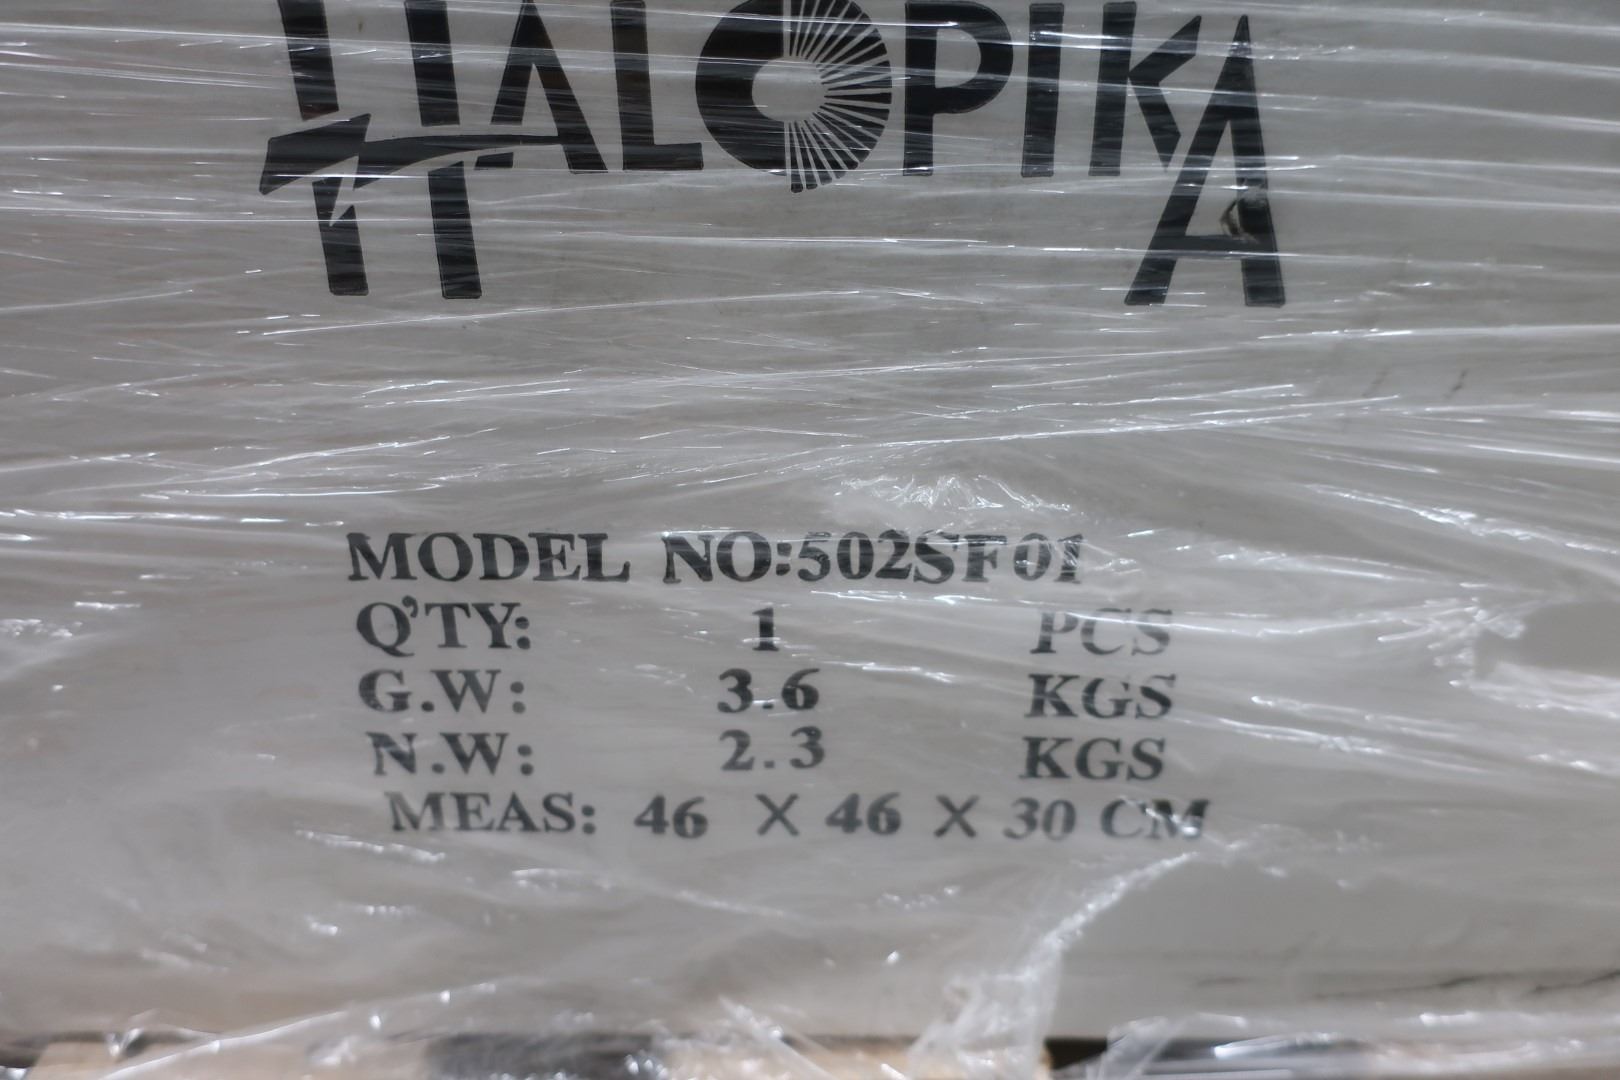 HALOPIKA
MODEL NO:502SF01
Q'TY: 1 PCS
G.W: 3.6 KGS
N.W: 2.3 KGS
MEAS: 46 X 46 X 30 CM